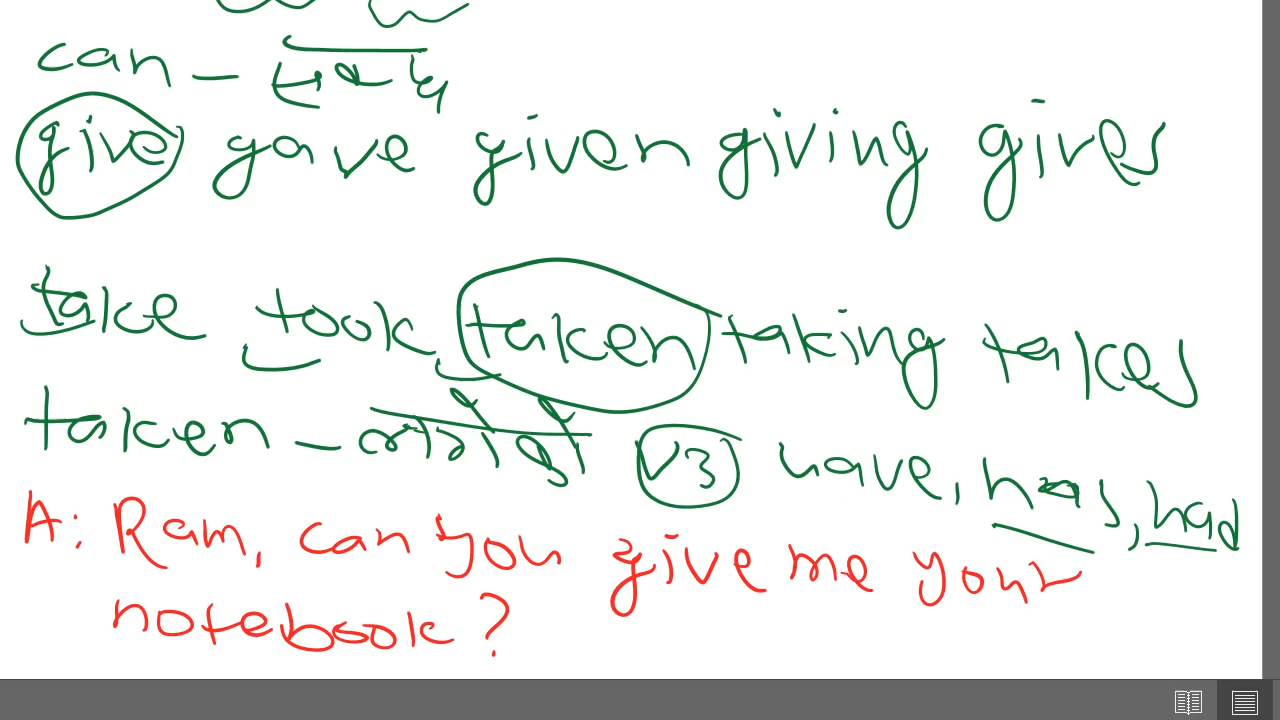 can –
give gave given giving gives
take took, taken taking takes
taken – V3 have, has, had
A: Ram, can you give me your
notebook?